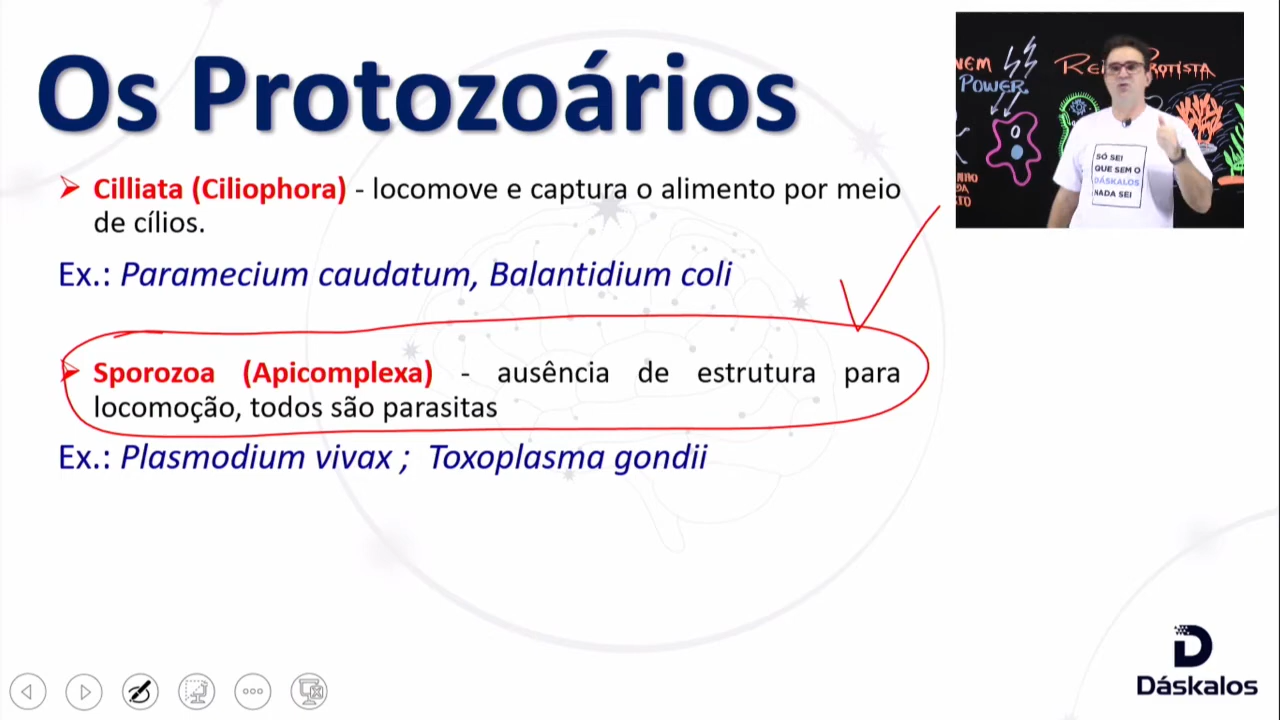 Os Protozoários
Cilliata (Ciliophora) - locomove e captura o alimento por meio
de cílios.
Ex.: Paramecium caudatum, Balantidium coli
Sporozoa (Apicomplexa) - ausência de estrutura para
locomoção, todos são parasitas
Ex.: Plasmodium vivax ; Toxoplasma gondii
POWER
SÓ SEI
QUE SEM O
DÁSKALOS
NADA SEI
Dáskalos